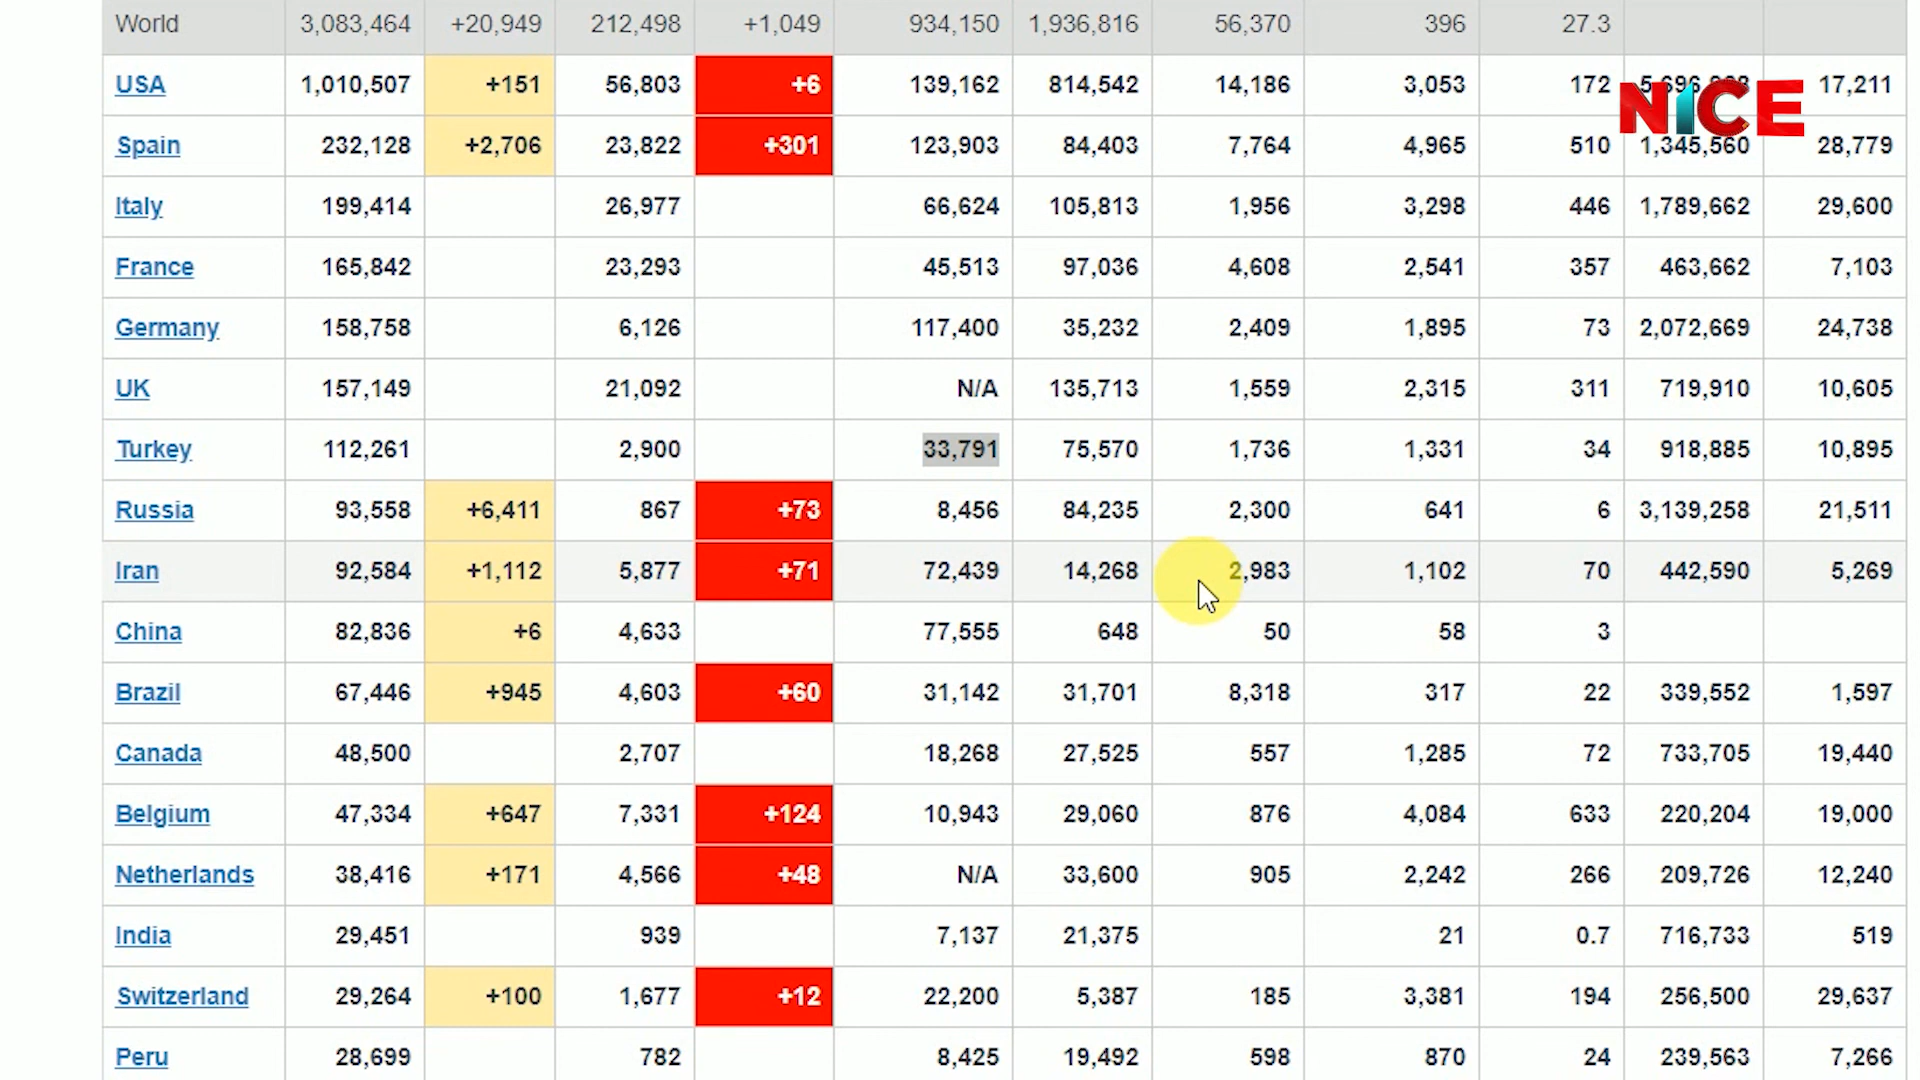 World 3,083,464 +20,949 212,498 +1,049 934,150 1,936,816 56,370 396 27.3
USA 1,010,507 +151 56,803 +6 139,162 814,542 14,186 3,053 172 17,211
NICE
Spain 232,128 +2,706 23,822 +301 123,903 84,403 7,764 4,965 510 1,345,560 28,779
Italy 199,414 26,977 66,624 105,813 1,956 3,298 446 1,789,662 29,600
France 165,842 23,293 45,513 97,036 4,608 2,541 357 463,662 7,103
Germany 158,758 6,126 117,400 35,232 2,409 1,895 73 2,072,669 24,738
UK 157,149 21,092 N/A 135,713 1,559 2,315 311 719,910 10,605
Turkey 112,261 2,900 33,791 75,570 1,736 1,331 34 918,885 10,895
Russia 93,558 +6,411 867 +73 8,456 84,235 2,300 641 6 3,139,258 21,511
Iran 92,584 +1,112 5,877 +71 72,439 14,268 2,983 1,102 70 442,590 5,269
China 82,836 +6 4,633 77,555 648 50 58 3
Brazil 67,446 +945 4,603 +60 31,142 31,701 8,318 317 22 339,552 1,597
Canada 48,500 2,707 18,268 27,525 557 1,285 72 733,705 19,440
Belgium 47,334 +647 7,331 +124 10,943 29,060 876 4,084 633 220,204 19,000
Netherlands 38,416 +171 4,566 +48 N/A 33,600 905 2,242 266 209,726 12,240
India 29,451 939 7,137 21,375 21 0.7 716,733 519
Switzerland 29,264 +100 1,677 +12 22,200 5,387 185 3,381 194 256,500 29,637
Peru 28,699 782 8,425 19,492 598 870 24 239,563 7,266